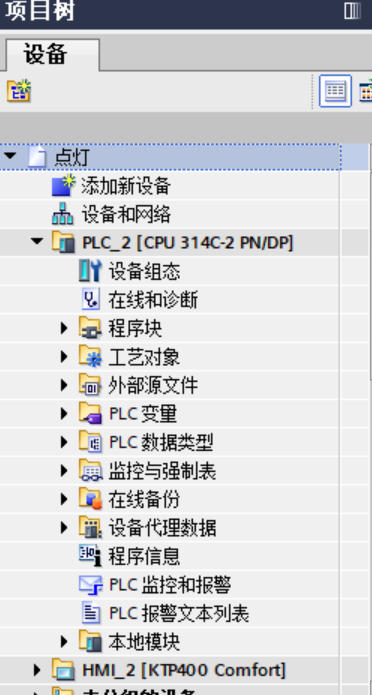 项目树
设备
点灯
添加新设备
设备和网络
PLC_2 [CPU 314C-2 PN/DP]
设备组态
在线和诊断
程序块
工艺对象
外部源文件
PLC 变量
PLC 数据类型
监控与强制表
在线备份
设备代理数据
程序信息
PLC 监控和报警
PLC 报警文本列表
本地模块
HMI_2 [KTP400 Comfort]